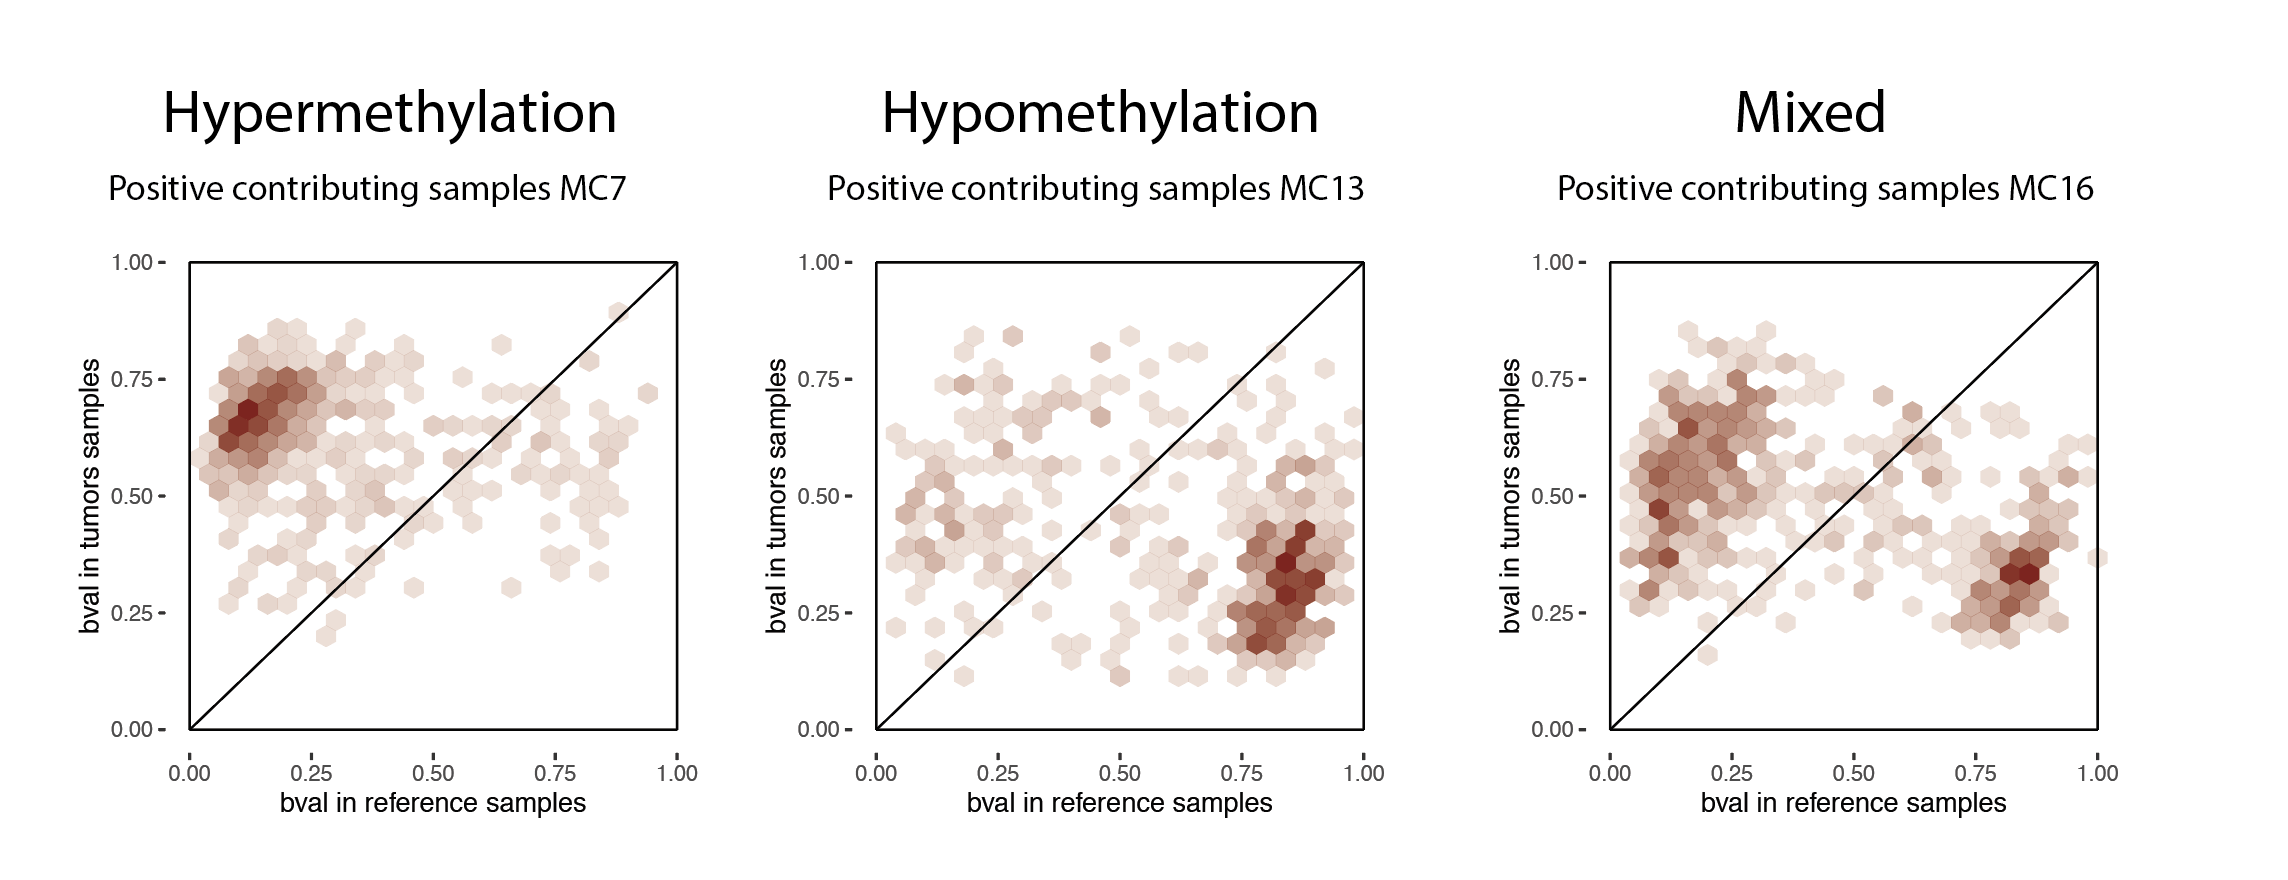 Hypermethylation
Positive contributing samples MC7
1.00
0.75
0.50
0.25
0.00
bval in tumors samples
0.00 0.25 0.50 0.75 1.00
bval in reference samples
Hypomethylation
Positive contributing samples MC13
1.00
0.75
0.50
0.25
0.00
bval in tumors samples
0.00 0.25 0.50 0.75 1.00
bval in reference samples
Mixed
Positive contributing samples MC16
1.00
0.75
0.50
0.25
0.00
bval in tumors samples
0.00 0.25 0.50 0.75 1.00
bval in reference samples